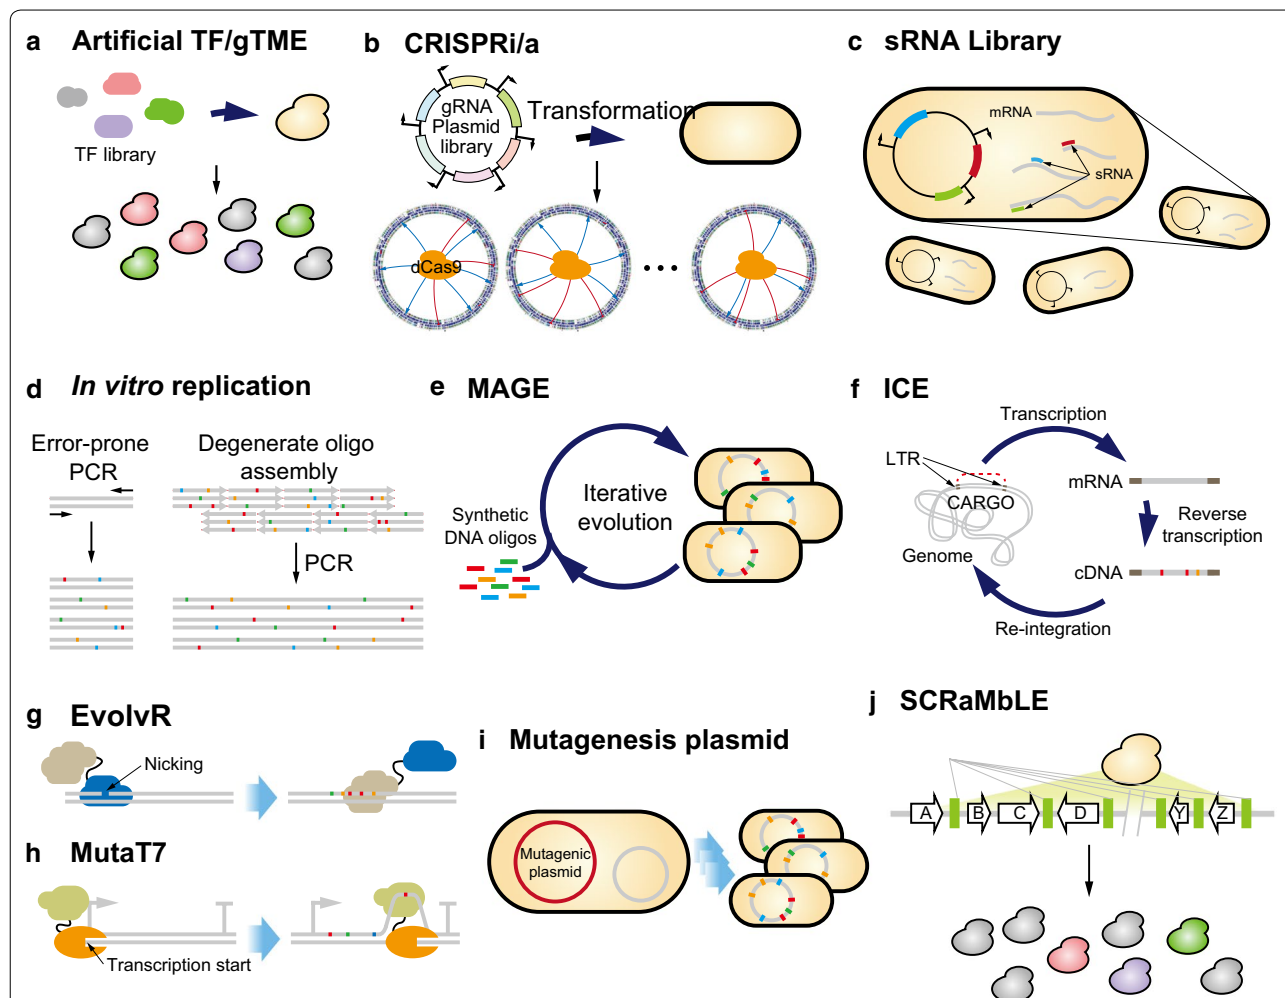 a Artificial TF/gTME
TF library
b CRISPRi/a
gRNA
Plasmid
library
Transformation
dCas9
c sRNA Library
mRNA
sRNA
d In vitro replication
Error-prone
PCR
Degenerate oligo
assembly
PCR
e MAGE
Synthetic
DNA oligos
Iterative
evolution
f ICE
Transcription
LTR
CARGO
mRNA
Genome
Reverse
transcription
cDNA
Re-integration
g EvolvR
Nicking
h MutaT7
Transcription start
i Mutagenesis plasmid
Mutagenic
plasmid
j SCRaMbLE
A B C D Y Z